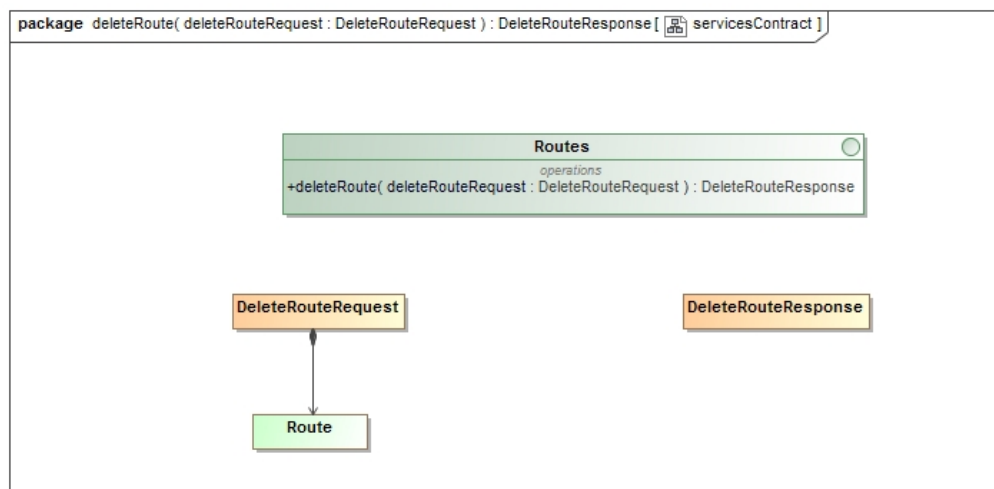 package deleteRoute( deleteRouteRequest : DeleteRouteRequest ) : DeleteRouteResponse [ servicesContract ]
Routes
operations
+deleteRoute( deleteRouteRequest : DeleteRouteRequest ) : DeleteRouteResponse
DeleteRouteRequest
DeleteRouteResponse
Route